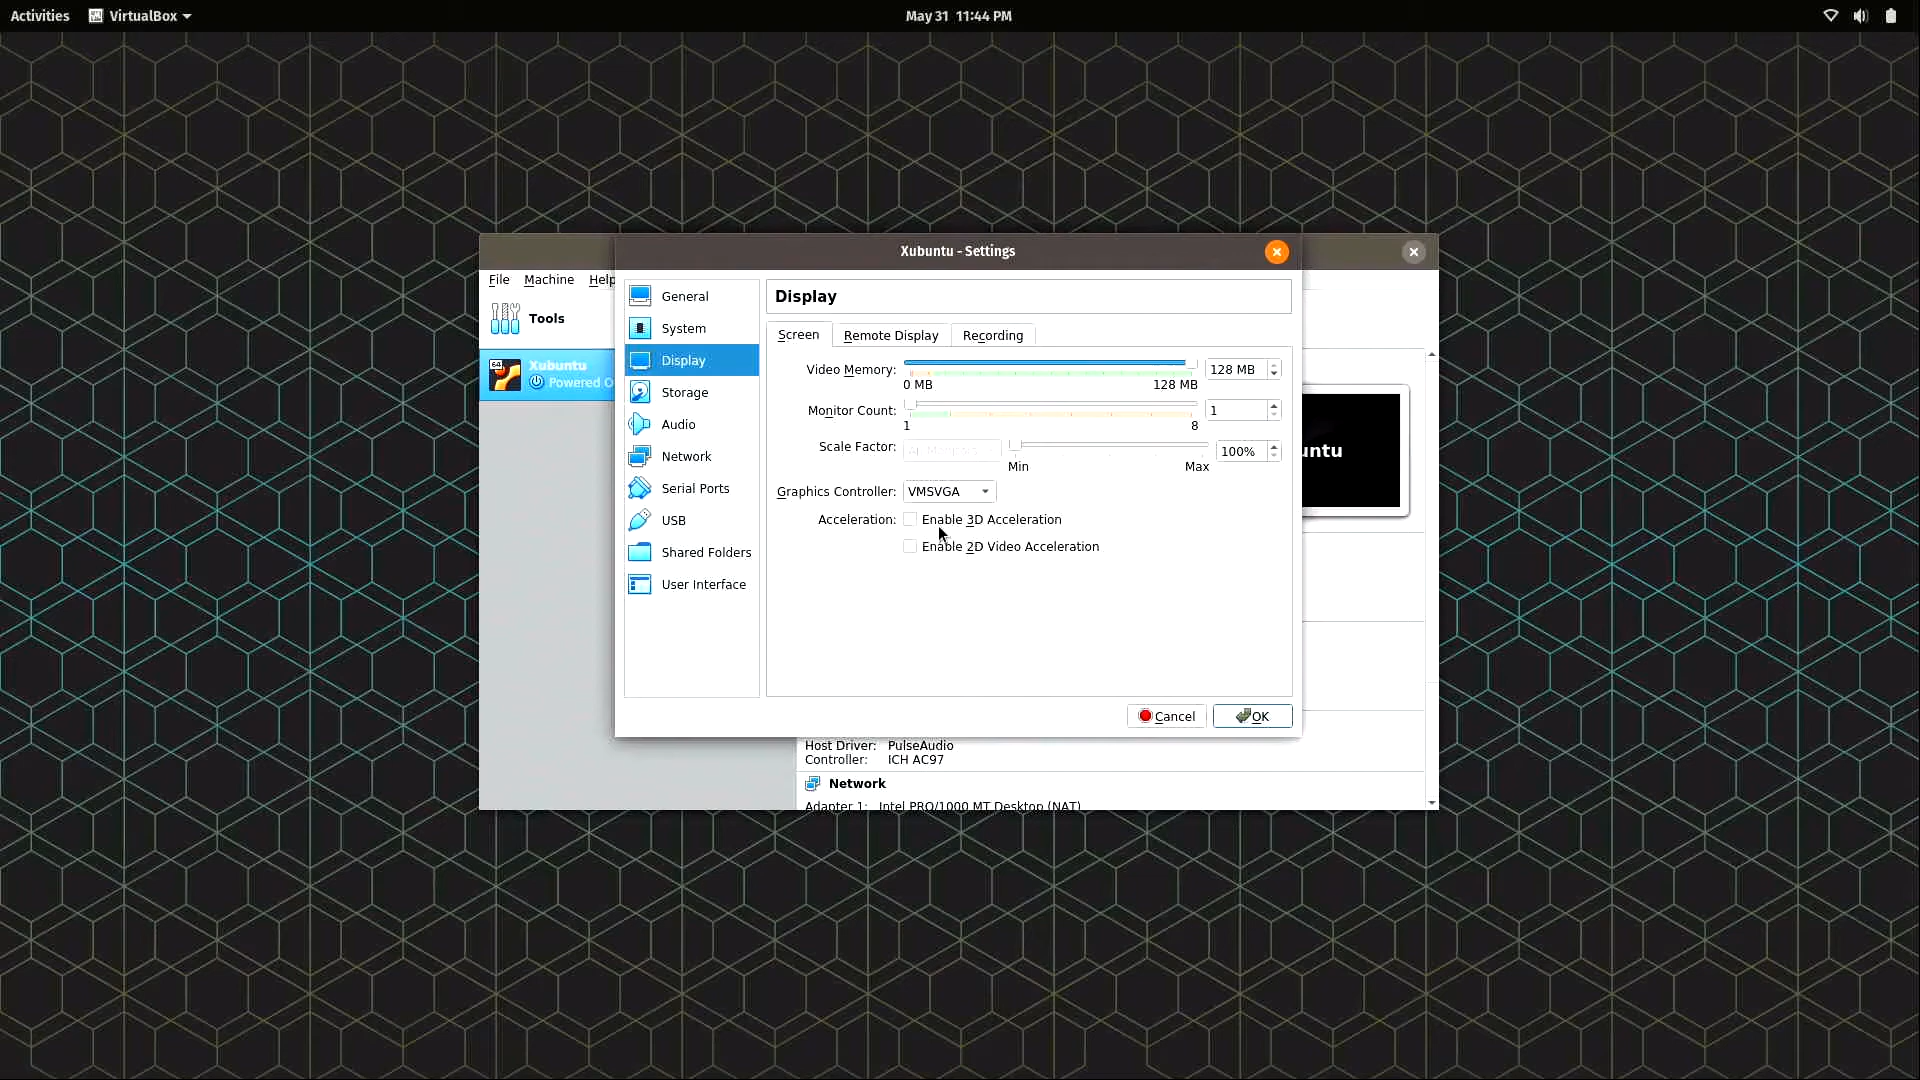 Activities VirtualBox May 31 11:44 PM
Xubuntu - Settings
File Machine Help
Tools
64
Xubuntu
Powered O
General
System
Display
Storage
Audio
Network
Serial Ports
USB
Shared Folders
User Interface
Display
Screen Remote Display Recording
Video Memory: 128 MB
0 MB 128 MB
Monitor Count: 1
1 8
Scale Factor: 100%
Min Max
Graphics Controller: VMSVGA
Acceleration: Enable 3D Acceleration
Enable 2D Video Acceleration
Cancel OK
untu
Host Driver: PulseAudio
Controller: ICH AC97
Network
Adapter 1: Intel PRO/1000 MT Desktop (NAT)